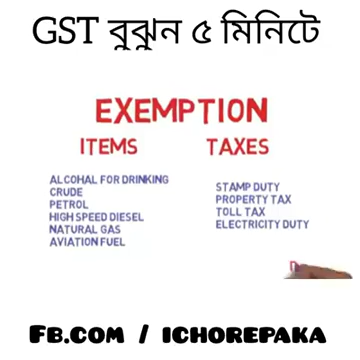 GST বুঝুন ৫ মিনিটে
EXEMPTION
ITEMS TAXES
ALCOHAL FOR DRINKING
CRUDE
PETROL
HIGH SPEED DIESEL
NATURAL GAS
AVIATION FUEL
STAMP DUTY
PROPERTY TAX
TOLL TAX
ELECTRICITY DUTY
FB.COM / ICHOREPAKA